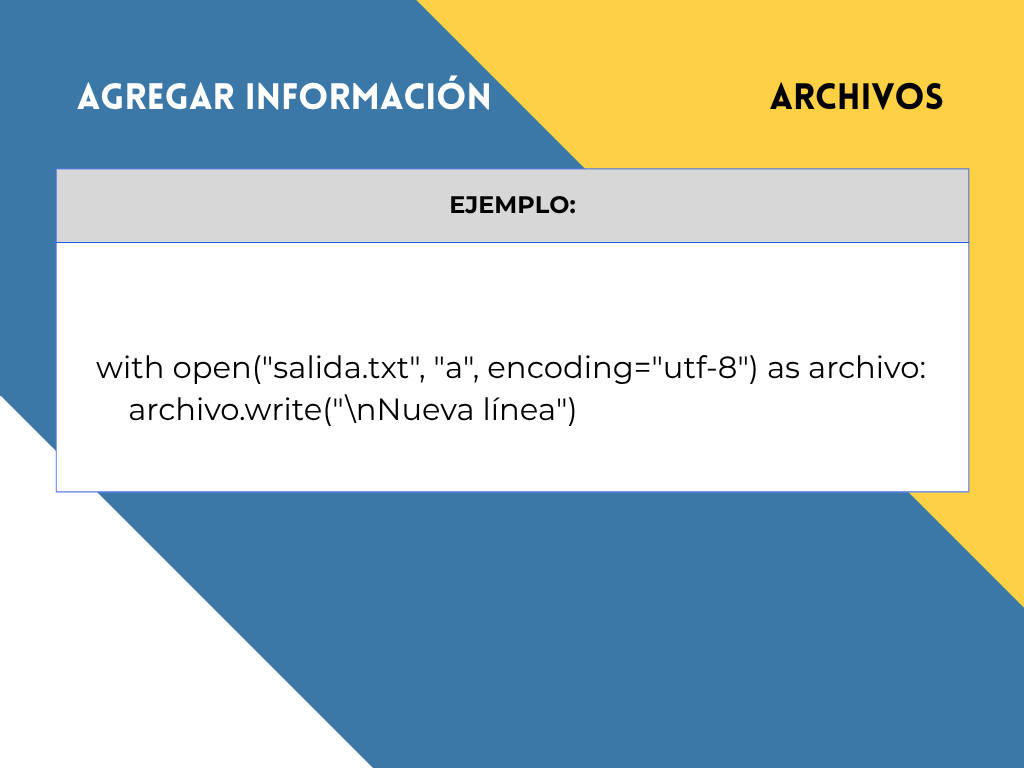 AGREGAR INFORMACIÓN
ARCHIVOS
EJEMPLO:
with open("salida.txt", "a", encoding="utf-8") as archivo:
    archivo.write("\nNueva línea")